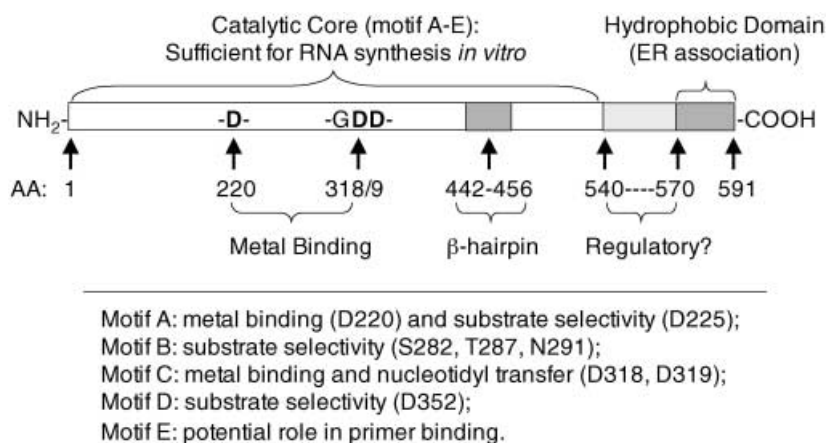 Catalytic Core (motif A-E):
Sufficient for RNA synthesis in vitro
Hydrophobic Domain
(ER association)
NH2- -D- -GDD- -COOH
AA: 1 220 318/9 442-456 540----570 591
Metal Binding β-hairpin Regulatory?
Motif A: metal binding (D220) and substrate selectivity (D225);
Motif B: substrate selectivity (S282, T287, N291);
Motif C: metal binding and nucleotidyl transfer (D318, D319);
Motif D: substrate selectivity (D352);
Motif E: potential role in primer binding.